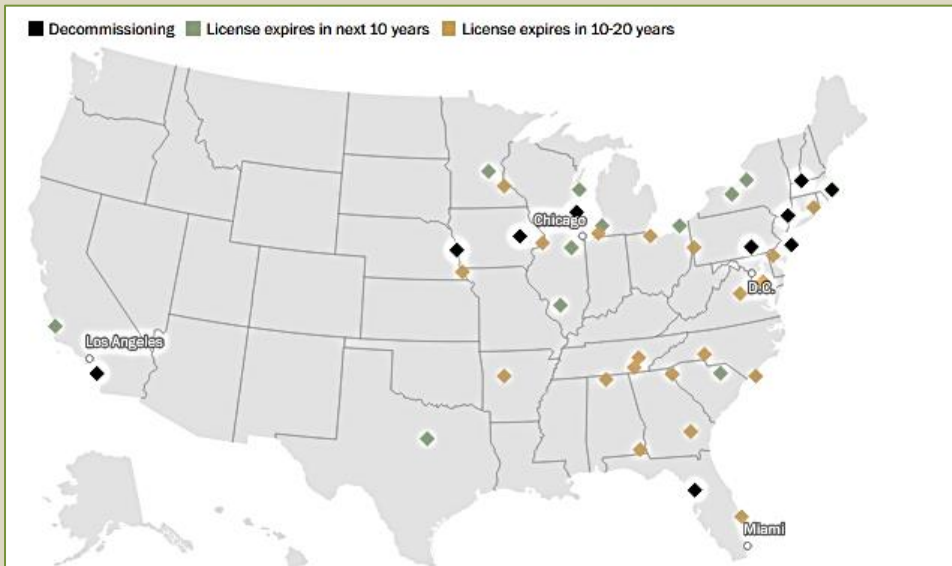 Decommissioning License expires in next 10 years License expires in 10-20 years
Chicago
D.C.
Los Angeles
Miami